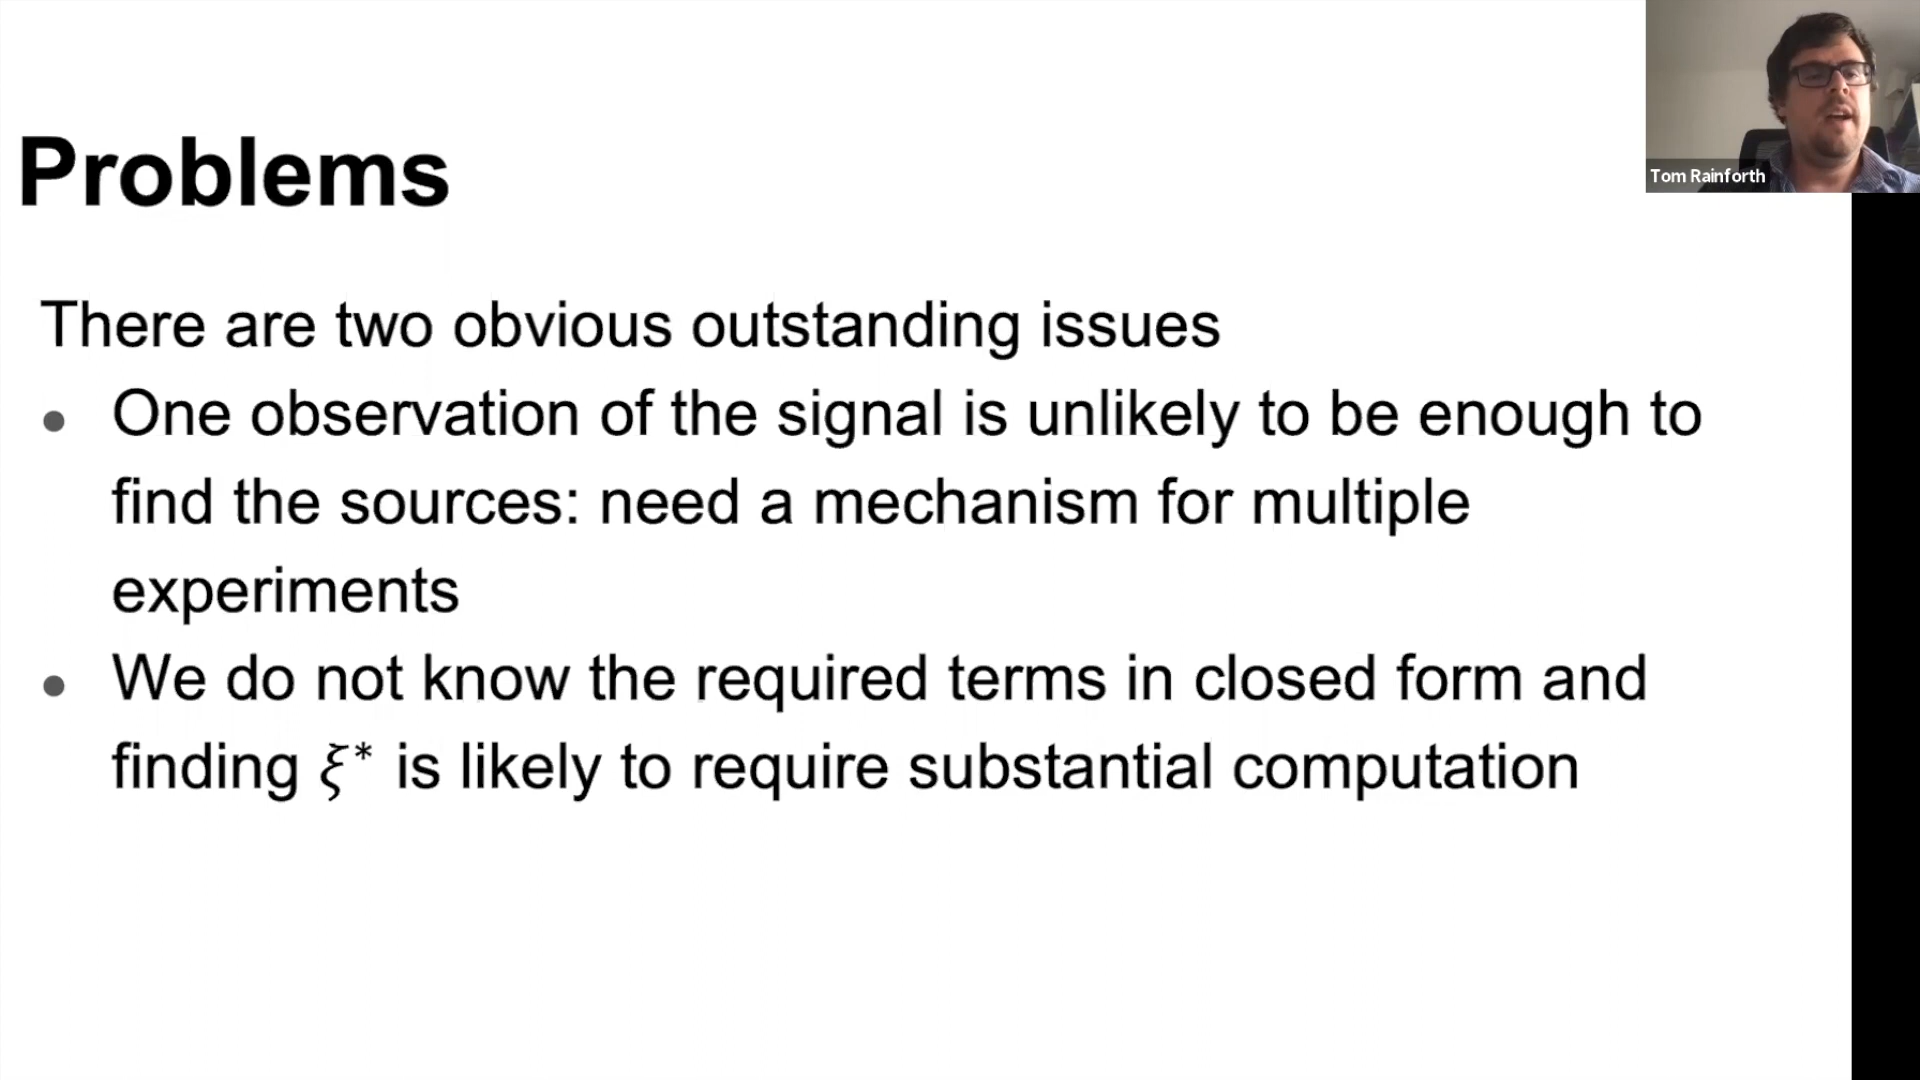 Tom Rainforth
Problems
There are two obvious outstanding issues
• One observation of the signal is unlikely to be enough to
find the sources: need a mechanism for multiple
experiments
• We do not know the required terms in closed form and
finding ξ* is likely to require substantial computation